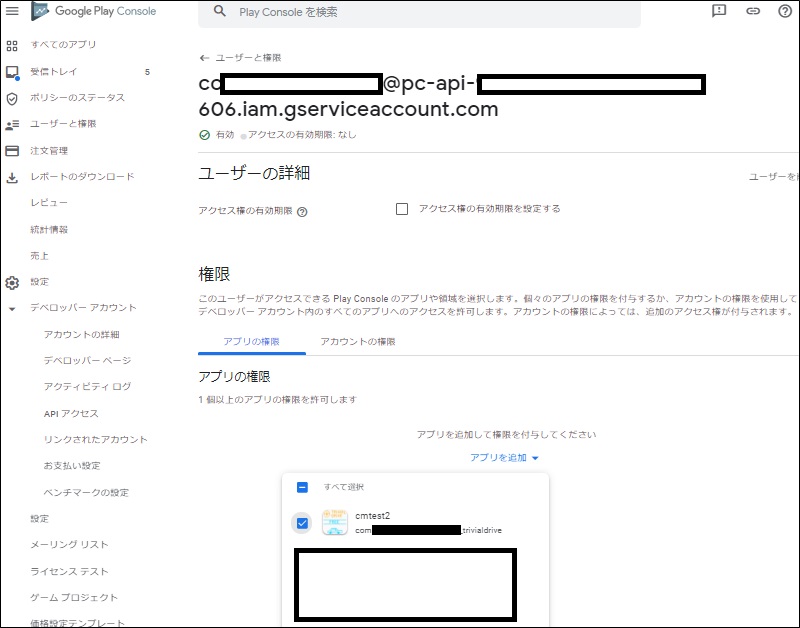 Google Play Console
Play Console を検索
すべてのアプリ
受信トレイ 5
ポリシーのステータス
ユーザーと権限
注文管理
レポートのダウンロード
レビュー
統計情報
売上
設定
デベロッパー アカウント
アカウントの詳細
デベロッパー ページ
アクティビティ ログ
API アクセス
リンクされたアカウント
お支払い設定
ベンチマークの設定
設定
メーリング リスト
ライセンス テスト
ゲーム プロジェクト
価格設定テンプレート
← ユーザーと権限
@pc-api-
606.iam.gserviceaccount.com
有効 アクセスの有効期限: なし
ユーザーの詳細
ユーザーを
アクセス権の有効期限
アクセス権の有効期限を設定する
権限
このユーザーがアクセスできる Play Console のアプリや領域を選択します。個々のアプリの権限を付与するか、アカウントの権限を使用して
デベロッパー アカウント内のすべてのアプリへのアクセスを許可します。アカウントの権限によっては、追加のアクセス権が付与されます。
アプリの権限 アカウントの権限
アプリの権限
1 個以上のアプリの権限を許可します
アプリを追加して権限を付与してください
アプリを追加
すべて選択
cmtest2
com trivialdrive